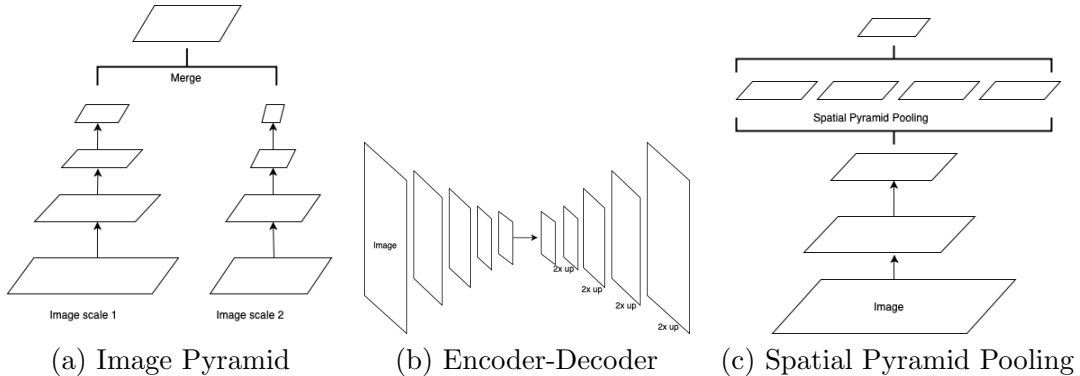 Merge
Image scale 1
Image scale 2
(a) Image Pyramid
Image
2x up
2x up
2x up
2x up
(b) Encoder-Decoder
Spatial Pyramid Pooling
Image
(c) Spatial Pyramid Pooling